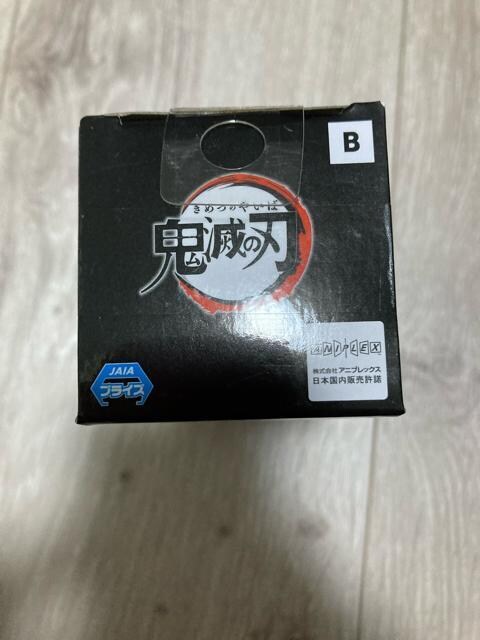 B
きめつのやいば
鬼滅の刃
ANIPLEX
株式会社アニプレックス
日本国内販売許諾
JAIA
プライズ